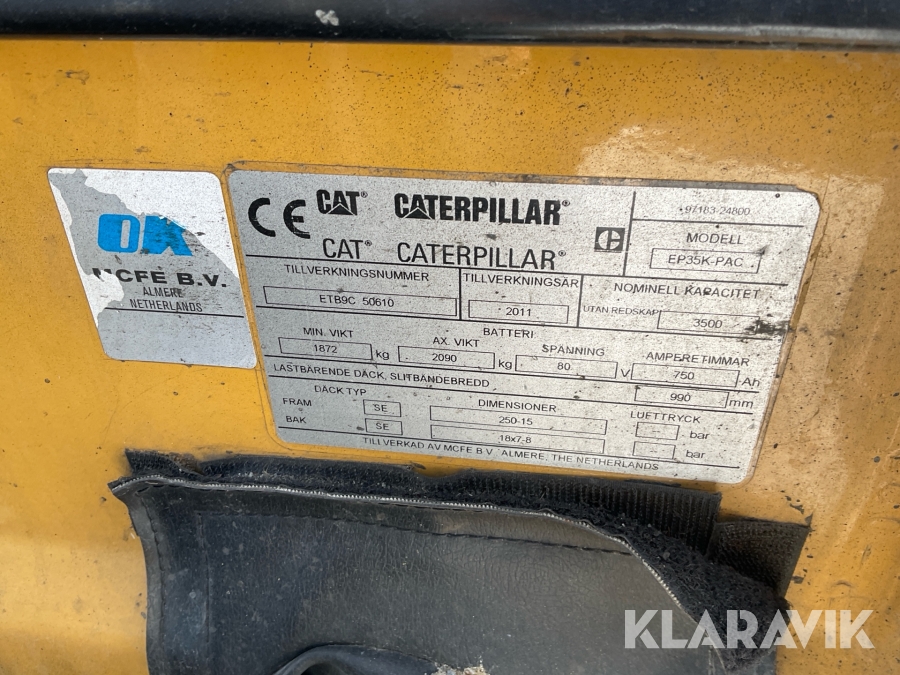 OK
MCFE B.V.
ALMERE
NETHERLANDS
CE CAT® CATERPILLAR®
CAT® CATERPILLAR®
97183-24800
MODELL
EP35K-PAC
TILLVERKNINGSNUMMER
ETB9C 50610
TILLVERKNINGSÅR
2011
NOMINELL KAPACITET
UTAN REDSKAP 3500
BATTERI
MIN. VIKT
1872 kg
AX. VIKT
2090 kg
SPÄNNING
80 V
AMPERETIMMAR
750 Ah
LASTBÄRENDE DÄCK, SLITBANDEBREDD 990 mm
DÄCK TYP DIMENSIONER LUFTTRYCK
FRAM SE 250-15 - bar
BAK SE 18x7-8 - bar
TILLVERKAD AV MCFE B.V. ALMERE, THE NETHERLANDS
KLARAVIK